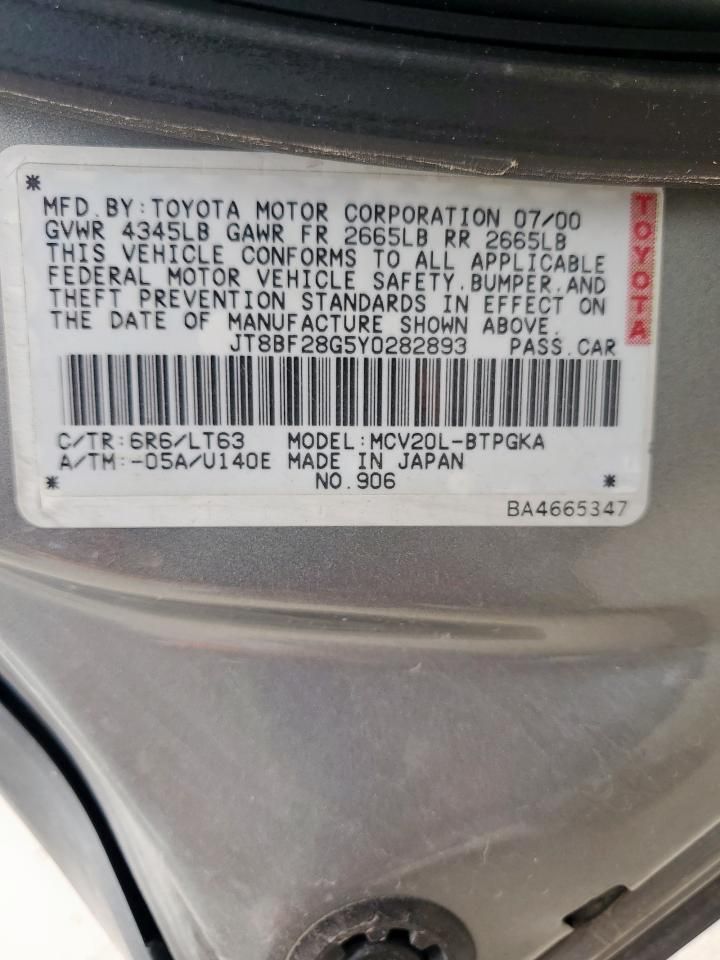 *
MFD.BY:TOYOTA MOTOR CORPORATION 07/00
GVWR 4345LB GAWR FR 2665LB RR 2665LB
THIS VEHICLE CONFORMS TO ALL APPLICABLE
FEDERAL MOTOR VEHICLE SAFETY.BUMPER.AND
THEFT PREVENTION STANDARDS IN EFFECT ON
THE DATE OF MANUFACTURE SHOWN ABOVE.
JT8BF28G5Y0282893 PASS.CAR
C/TR:6R6/LT63 MODEL:MCV20L-BTPGKA
A/TM:-05A/U140E MADE IN JAPAN
* NO.906 *
BA4665347
TOYOTA